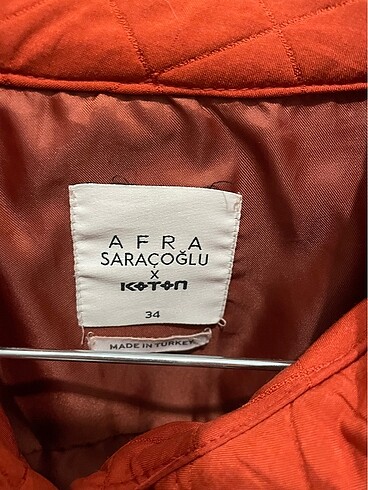 AFRA
SARAÇOĞLU
X
KOTON
34
MADE IN TURKEY